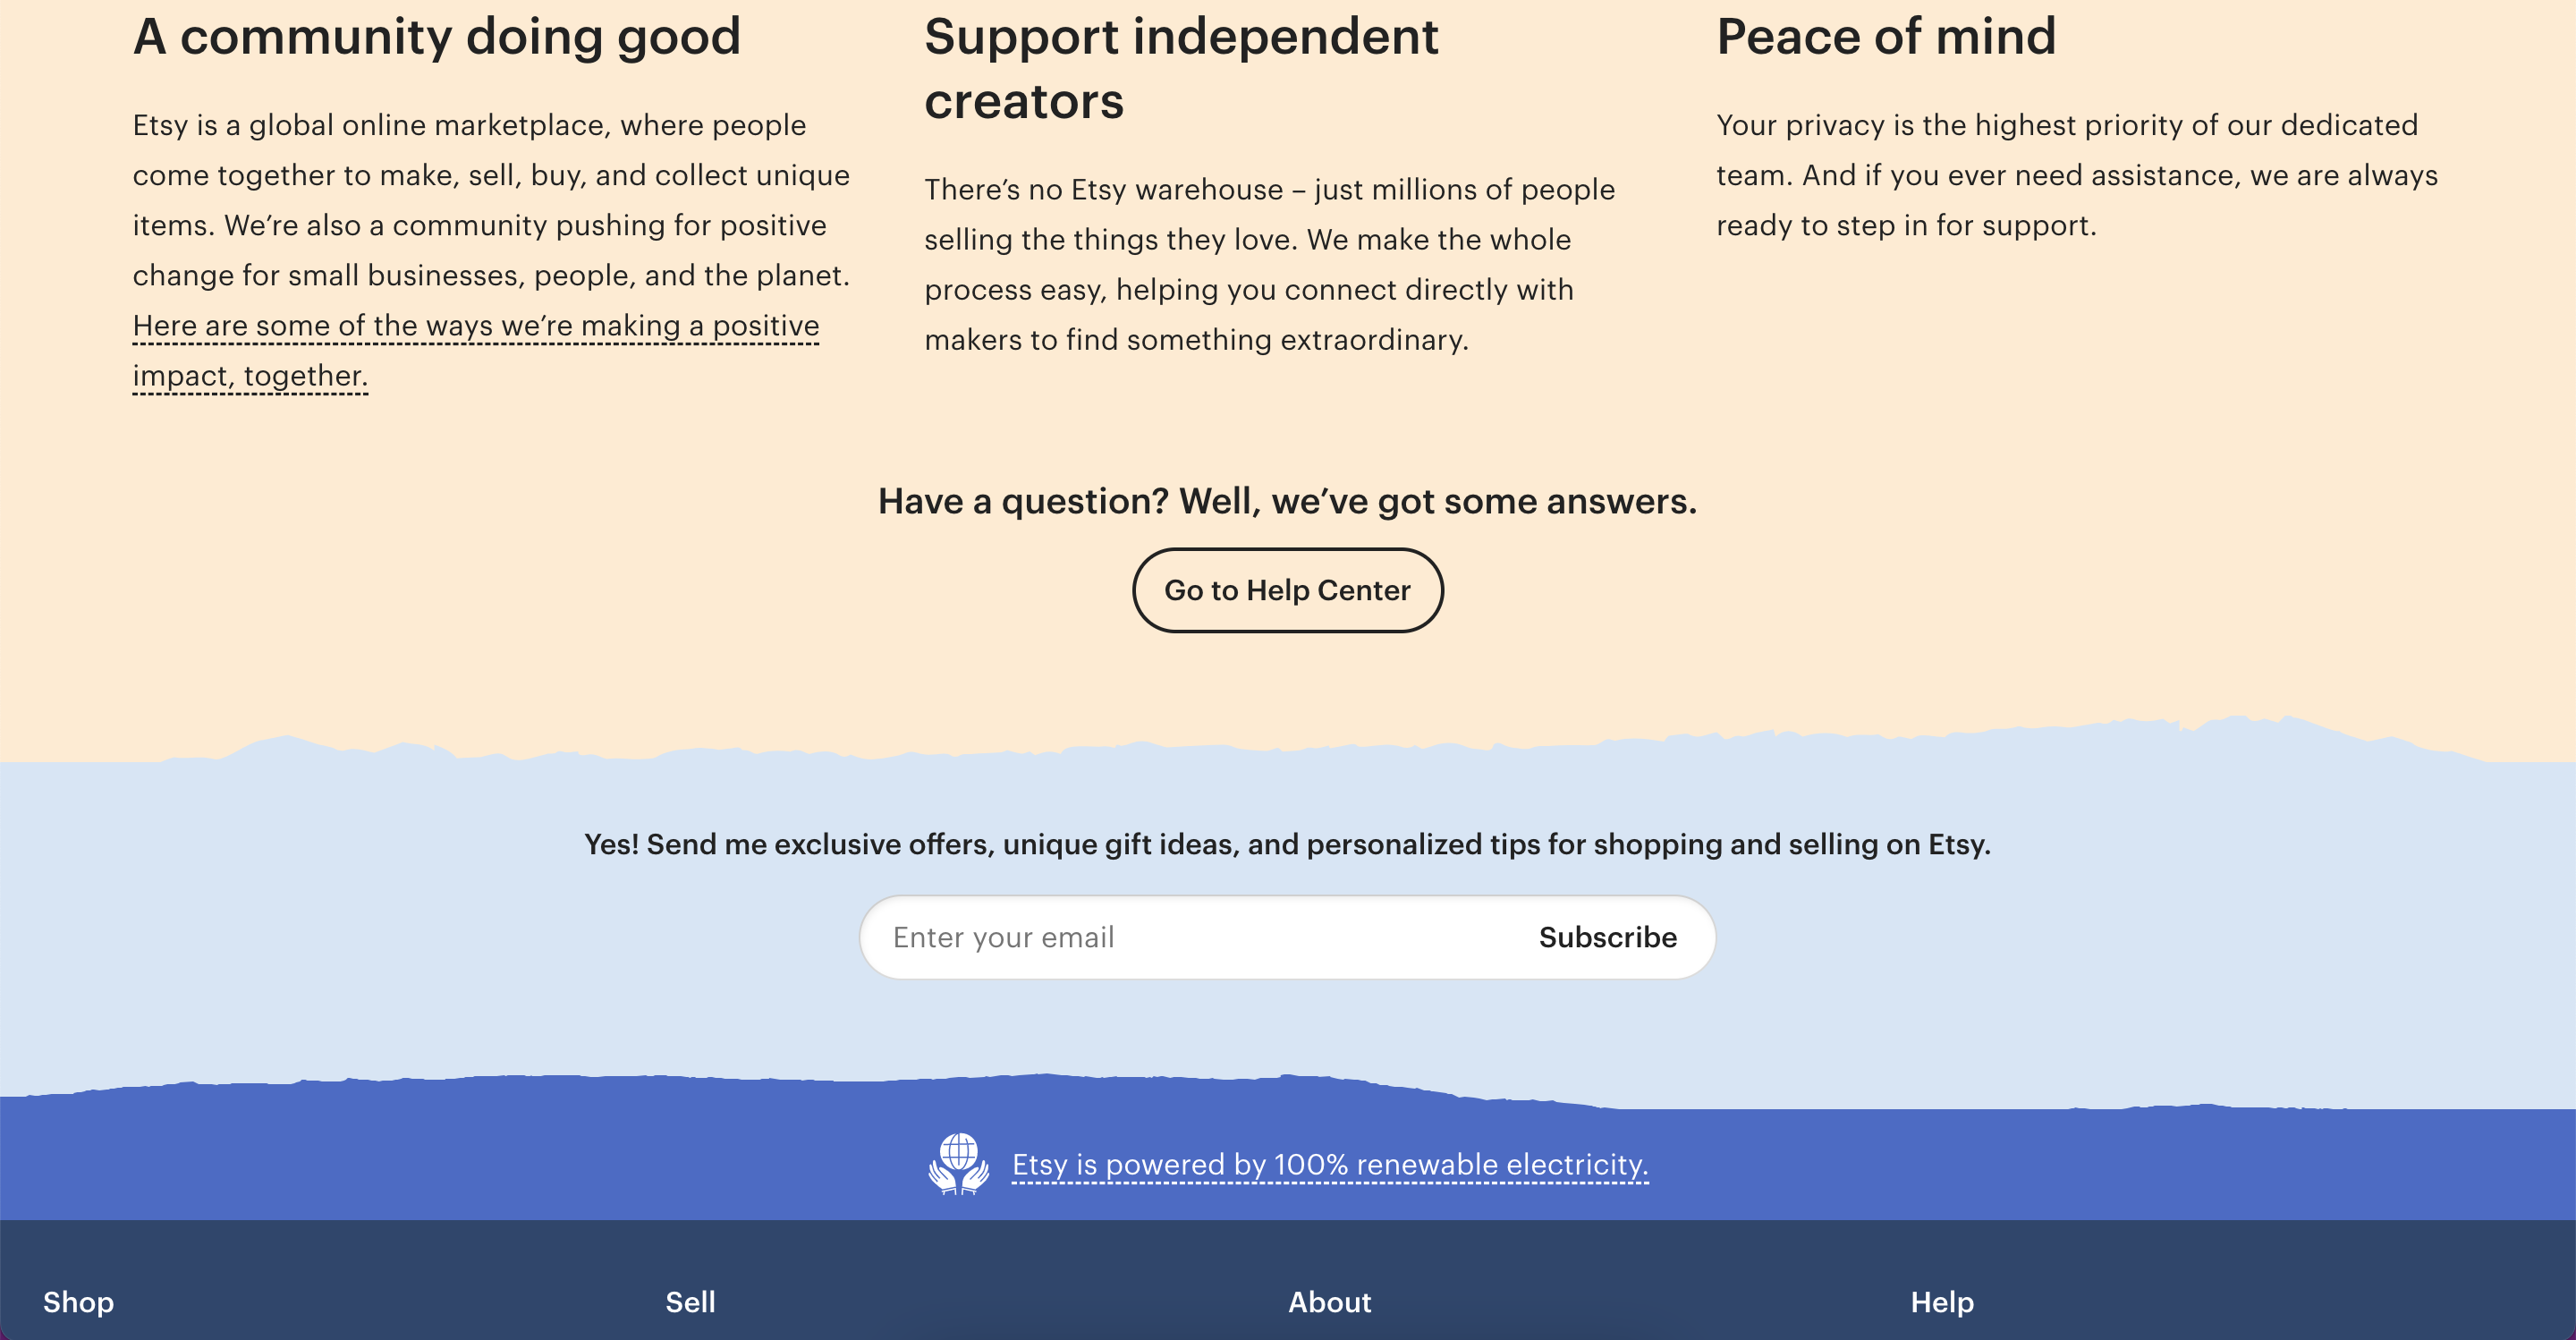 A community doing good
Etsy is a global online marketplace, where people
come together to make, sell, buy, and collect unique
items. We’re also a community pushing for positive
change for small businesses, people, and the planet.
Here are some of the ways we’re making a positive
impact, together.
Support independent
creators
There’s no Etsy warehouse – just millions of people
selling the things they love. We make the whole
process easy, helping you connect directly with
makers to find something extraordinary.
Peace of mind
Your privacy is the highest priority of our dedicated
team. And if you ever need assistance, we are always
ready to step in for support.
Have a question? Well, we’ve got some answers.
Go to Help Center
Yes! Send me exclusive offers, unique gift ideas, and personalized tips for shopping and selling on Etsy.
Enter your email
Subscribe
Etsy is powered by 100% renewable electricity.
Shop
Sell
About
Help